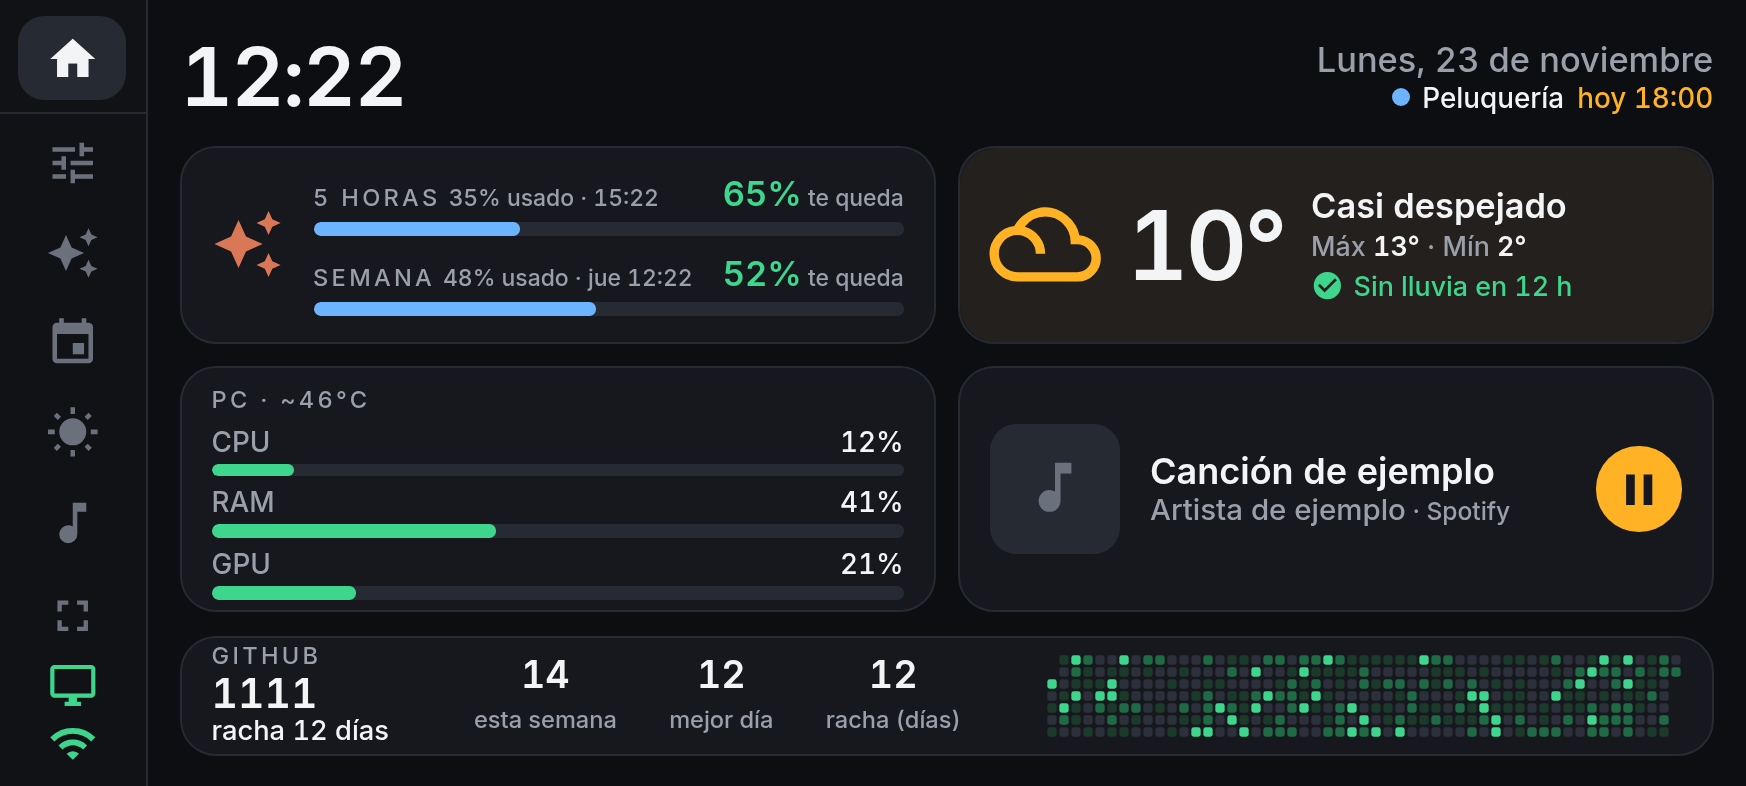 12:22
Lunes, 23 de noviembre
Peluquería hoy 18:00
5 HORAS 35% usado · 15:22 65% te queda
SEMANA 48% usado · jue 12:22 52% te queda
10°
Casi despejado
Máx 13° · Mín 2°
Sin lluvia en 12 h
PC · ~46°C
CPU 12%
RAM 41%
GPU 21%
Canción de ejemplo
Artista de ejemplo · Spotify
GITHUB
1111
racha 12 días
14
esta semana
12
mejor día
12
racha (días)